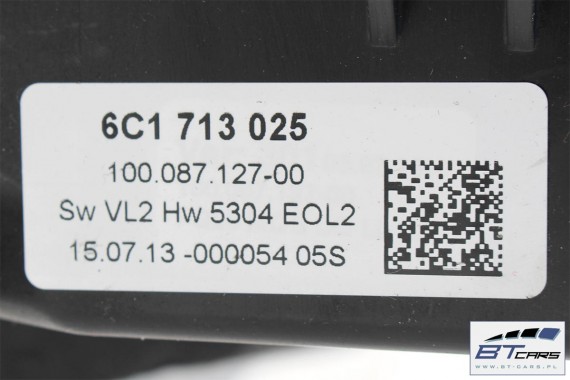 6C1 713 025
100.087.127-00
Sw VL2 Hw 5304 EOL2
15.07.13 -000054 05S
BT CARS
WWW.BT-CARS.PL